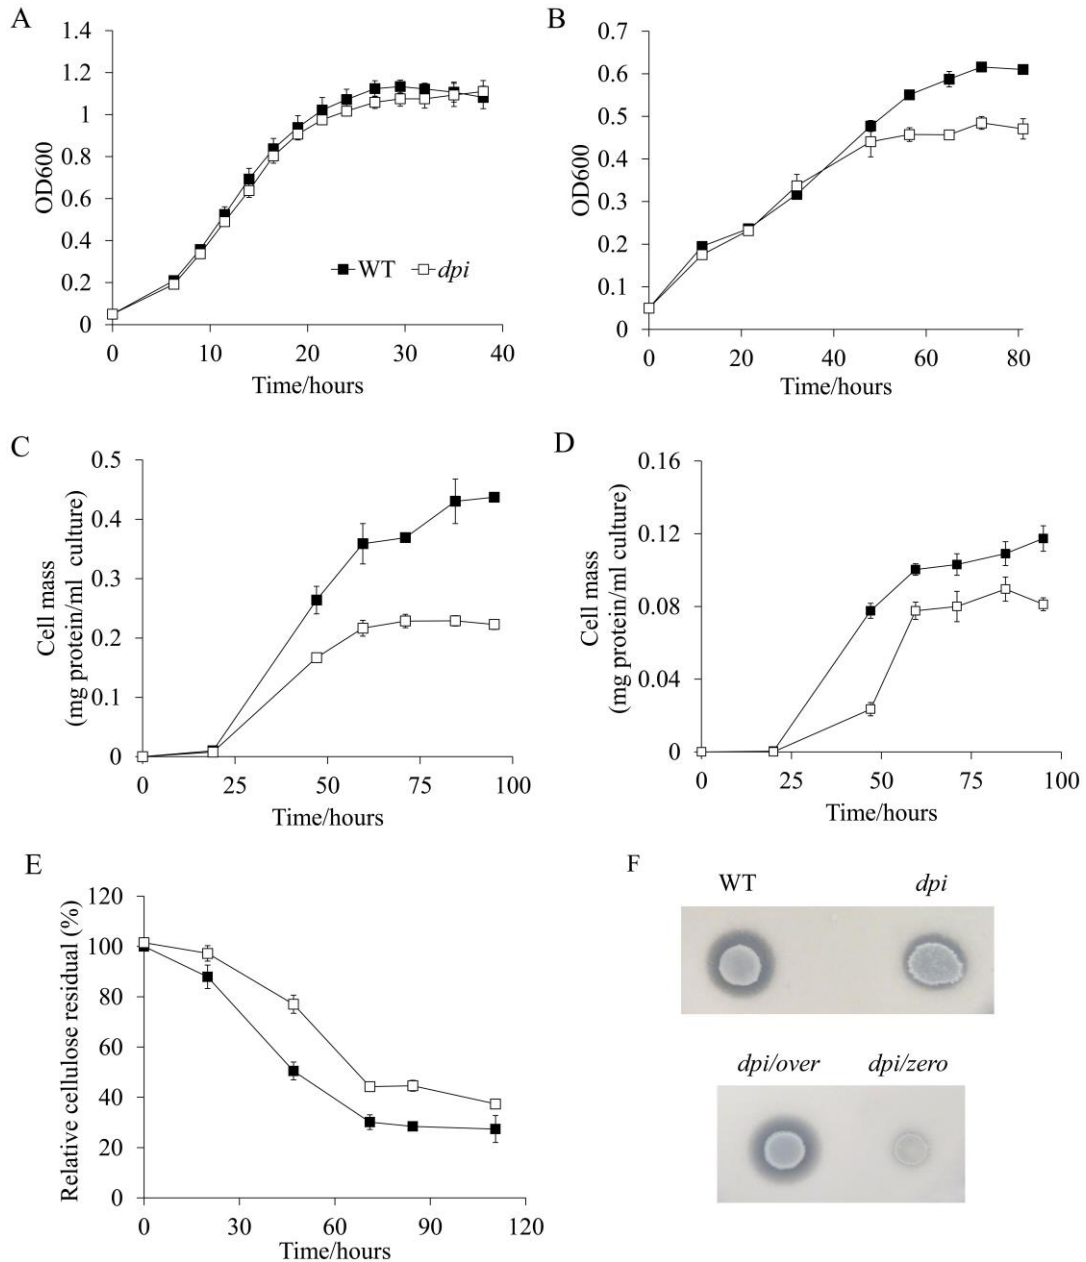 A
1.4
1.2
1
0.8
0.6
0.4
0.2
0
OD600
WT
dpi
0 10 20 30 40
Time/hours
B
0.7
0.6
0.5
0.4
0.3
0.2
0.1
0
OD600
0 20 40 60 80
Time/hours
C
0.5
0.4
0.3
0.2
0.1
0
Cell mass
(mg protein/ml culture)
0 25 50 75 100
Time/hours
D
0.16
0.12
0.08
0.04
0
Cell mass
(mg protein/ml culture)
0 25 50 75 100
Time/hours
E
120
100
80
60
40
20
0
Relative cellulose residual (%)
0 30 60 90 120
Time/hours
F
WT dpi
dpi/over dpi/zero